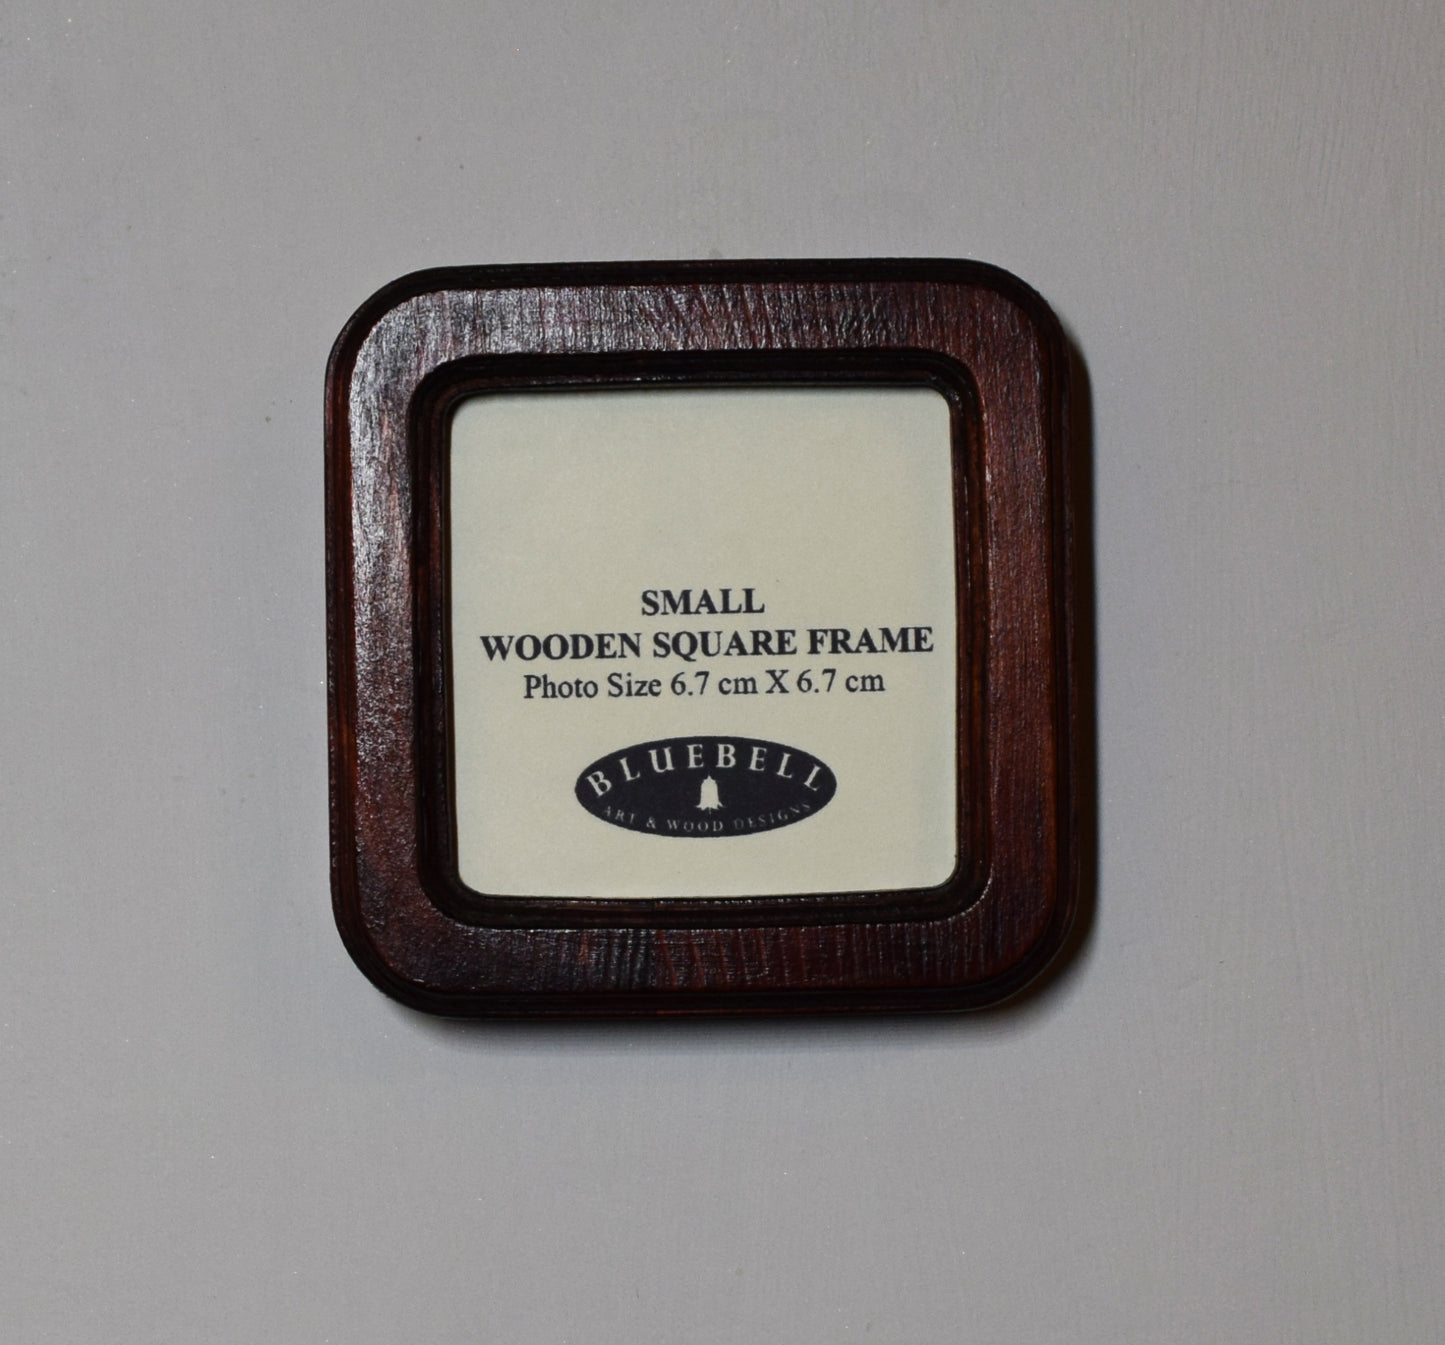 SMALL
WOODEN SQUARE FRAME
Photo Size 6.7 cm X 6.7 cm
BLUEBELL
ART & WOOD DESIGNS